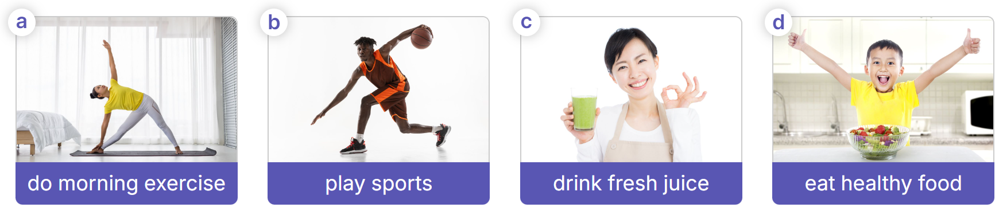 a
do morning exercise
b
play sports
c
drink fresh juice
d
eat healthy food